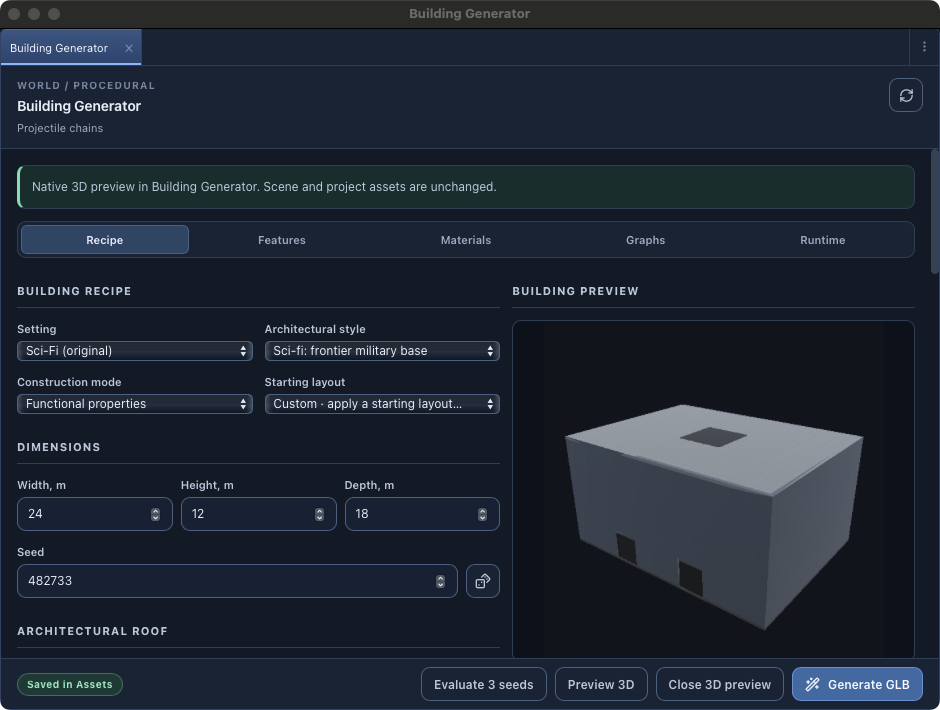 Building Generator
Building Generator
WORLD / PROCEDURAL
Building Generator
Projectile chains
Native 3D preview in Building Generator. Scene and project assets are unchanged.
Recipe Features Materials Graphs Runtime
BUILDING RECIPE
Setting Architectural style
Sci-Fi (original) Sci-fi: frontier military base
Construction mode Starting layout
Functional properties Custom · apply a starting layout...
DIMENSIONS
Width, m Height, m Depth, m
24 12 18
Seed
482733
ARCHITECTURAL ROOF
BUILDING PREVIEW
Saved in Assets Evaluate 3 seeds Preview 3D Close 3D preview Generate GLB